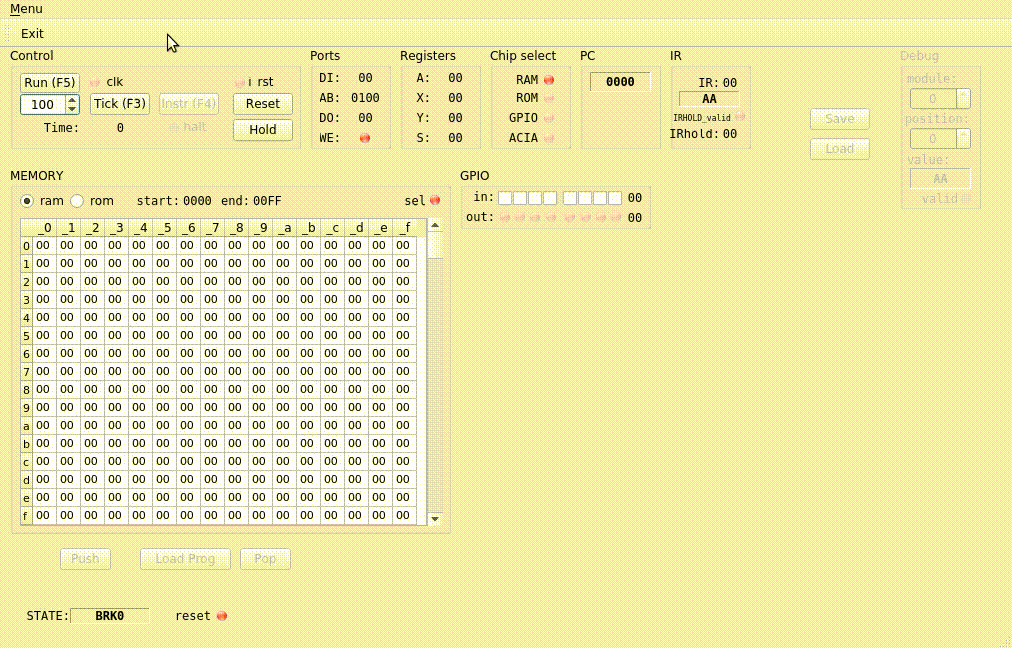 Menu
Exit
Control Ports Registers Chip select PC IR Debug
Run (F5) clk i rst DI: 00 A: 00 RAM 0000 IR: 00 module:
100 Tick (F3) Instr (F4) Reset AB: 0100 X: 00 ROM AA 0
Time: 0 halt Hold DO: 00 Y: 00 GPIO IRHOLD_valid Save position:
WE: S: 00 ACIA IRhold: 00 Load 0
value:
MEMORY GPIO AA
ram rom start: 0000 end: 00FF sel in: 00 valid
out: 00
_0 _1 _2 _3 _4 _5 _6 _7 _8 _9 _a _b _c _d _e _f
0 00 00 00 00 00 00 00 00 00 00 00 00 00 00 00 00
1 00 00 00 00 00 00 00 00 00 00 00 00 00 00 00 00
2 00 00 00 00 00 00 00 00 00 00 00 00 00 00 00 00
3 00 00 00 00 00 00 00 00 00 00 00 00 00 00 00 00
4 00 00 00 00 00 00 00 00 00 00 00 00 00 00 00 00
5 00 00 00 00 00 00 00 00 00 00 00 00 00 00 00 00
6 00 00 00 00 00 00 00 00 00 00 00 00 00 00 00 00
7 00 00 00 00 00 00 00 00 00 00 00 00 00 00 00 00
8 00 00 00 00 00 00 00 00 00 00 00 00 00 00 00 00
9 00 00 00 00 00 00 00 00 00 00 00 00 00 00 00 00
a 00 00 00 00 00 00 00 00 00 00 00 00 00 00 00 00
b 00 00 00 00 00 00 00 00 00 00 00 00 00 00 00 00
c 00 00 00 00 00 00 00 00 00 00 00 00 00 00 00 00
d 00 00 00 00 00 00 00 00 00 00 00 00 00 00 00 00
e 00 00 00 00 00 00 00 00 00 00 00 00 00 00 00 00
f 00 00 00 00 00 00 00 00 00 00 00 00 00 00 00 00
Push Load Prog Pop
STATE: BRK0 reset